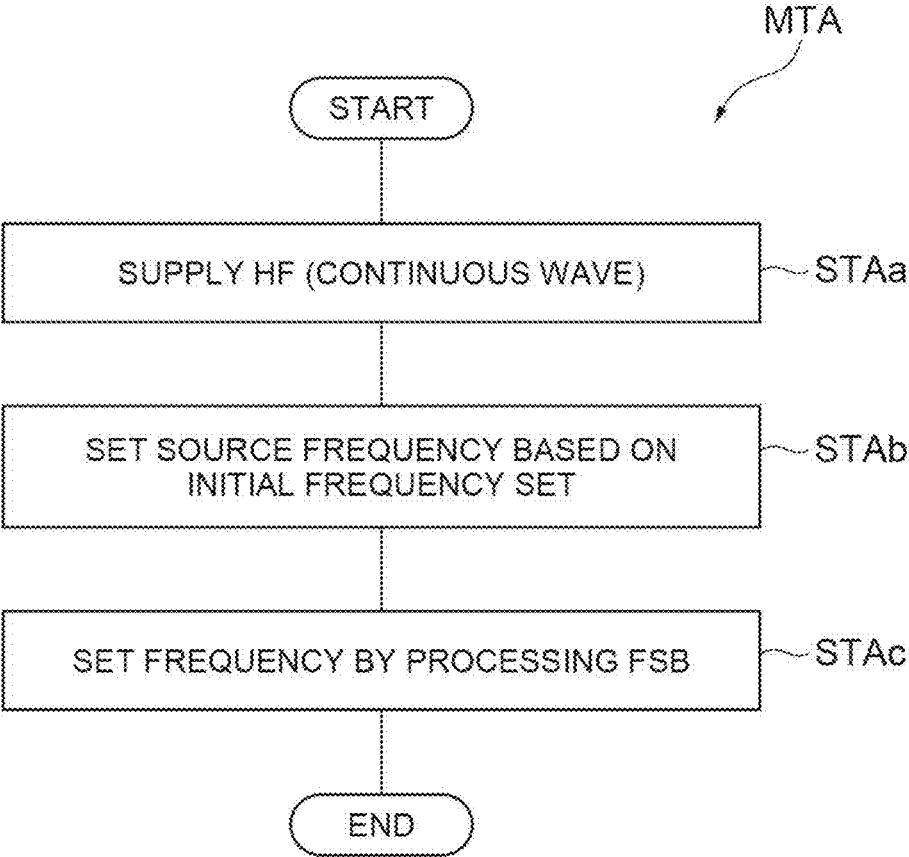 MTA
START
SUPPLY HF (CONTINUOUS WAVE)
STAa
SET SOURCE FREQUENCY BASED ON
INITIAL FREQUENCY SET
STAb
SET FREQUENCY BY PROCESSING FSB
STAc
END